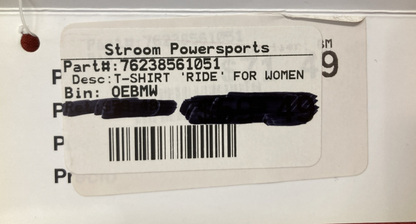 Stroom Powersports
Part#:76238561051
Desc:T-SHIRT 'RIDE' FOR WOMEN
Bin: OEBMW